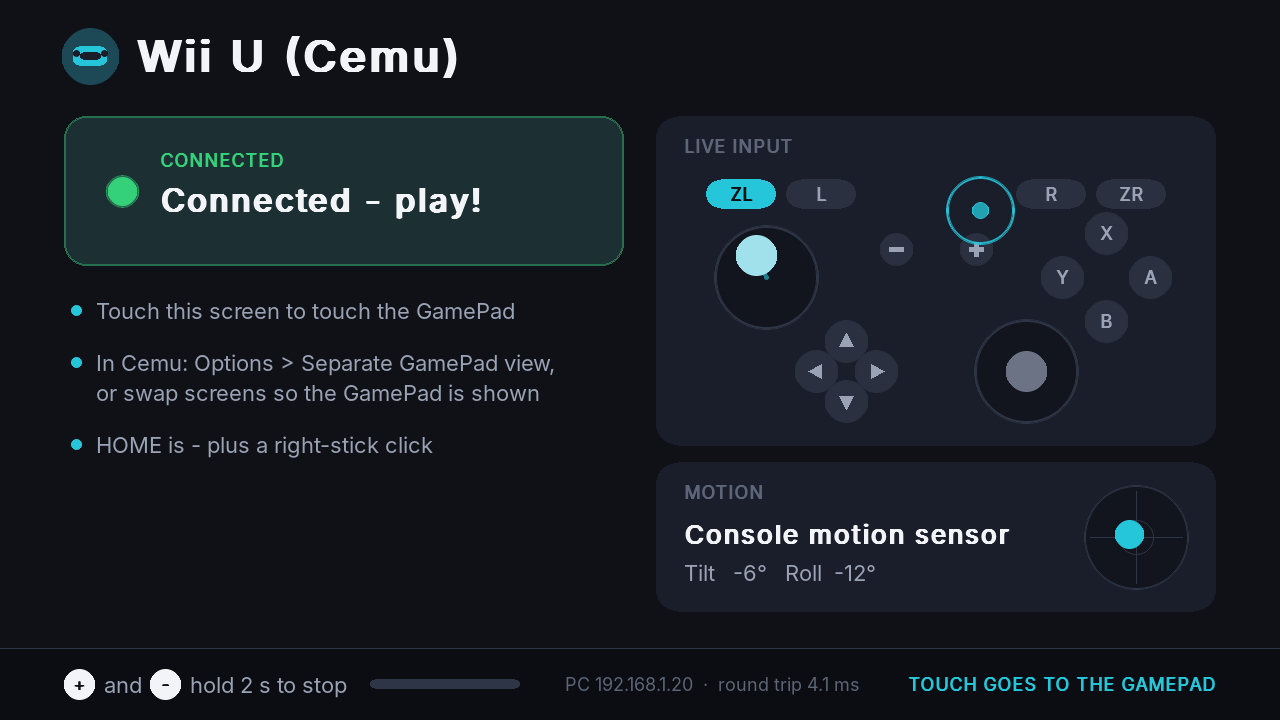 Wii U (Cemu)
CONNECTED
Connected - play!
Touch this screen to touch the GamePad
In Cemu: Options > Separate GamePad view,
or swap screens so the GamePad is shown
HOME is - plus a right-stick click
LIVE INPUT
ZL L R ZR
X
Y A
B
MOTION
Console motion sensor
Tilt -6° Roll -12°
+ and - hold 2 s to stop
PC 192.168.1.20 · round trip 4.1 ms
TOUCH GOES TO THE GAMEPAD